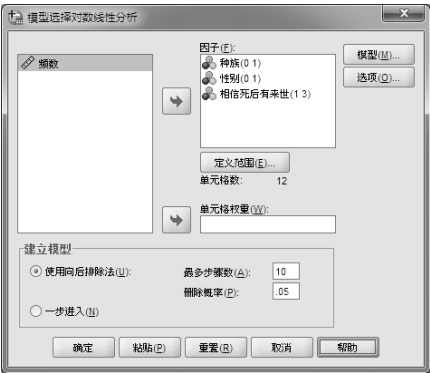 模型选择对数线性分析
频数
因子(F):
种族(0 1)
性别(0 1)
相信死后有来世(1 3)
模型(M)...
选项(O)...
定义范围(E)...
单元格数: 12
单元格权重(W):
建立模型
使用向后排除法(U):
最多步骤数(A): 10
删除概率(P): .05
一步进入(N)
确定 粘贴(P) 重置(R) 取消 帮助